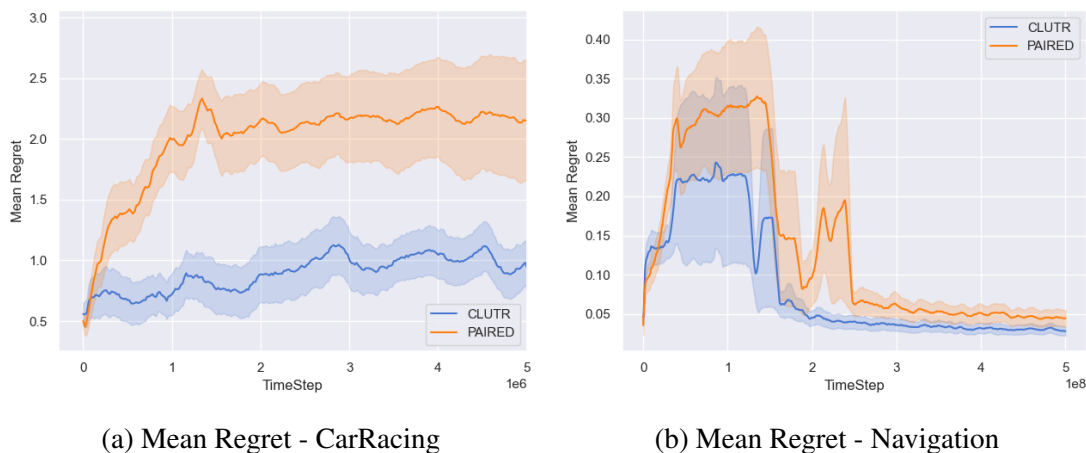 3.0
2.5
2.0
1.5
1.0
0.5
Mean Regret
CLUTR
PAIRED
0
1
2
3
4
5
1e6
TimeStep
(a) Mean Regret - CarRacing
0.40
0.35
0.30
0.25
0.20
0.15
0.10
0.05
Mean Regret
CLUTR
PAIRED
0
1
2
3
4
5
1e8
TimeStep
(b) Mean Regret - Navigation